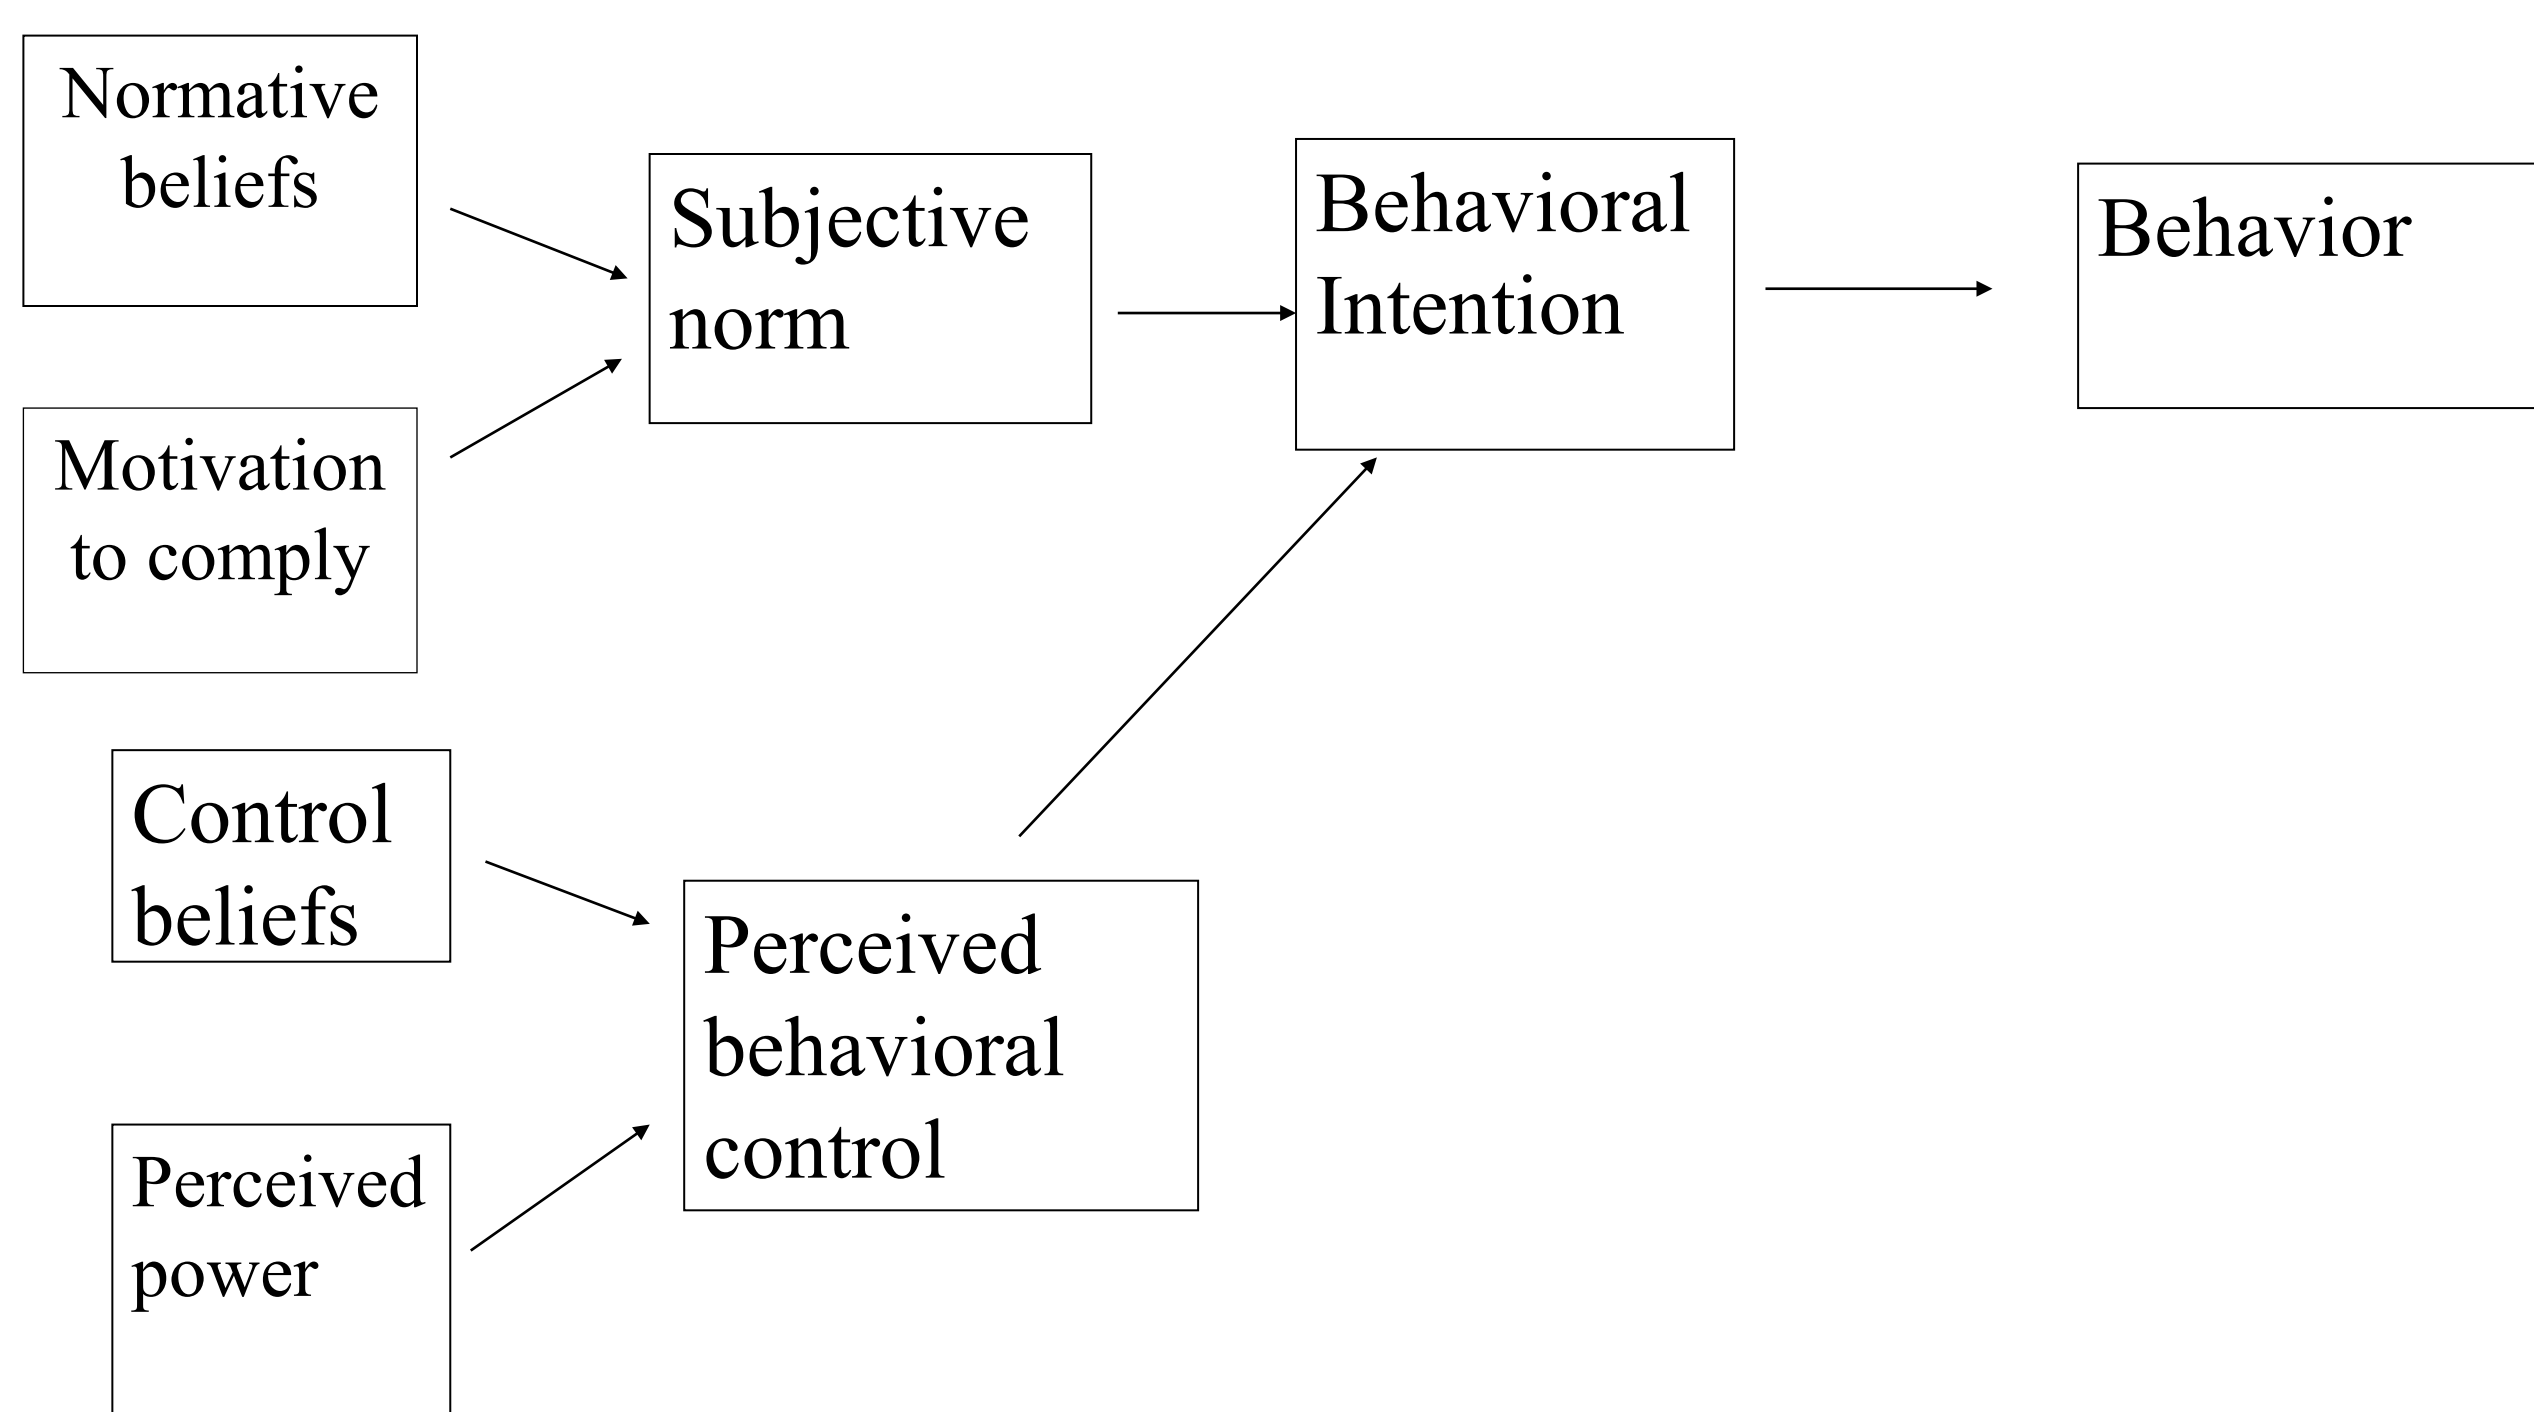 Normative
beliefs
Motivation
to comply
Subjective
norm
Behavioral
Intention
Behavior
Control
beliefs
Perceived
power
Perceived
behavioral
control